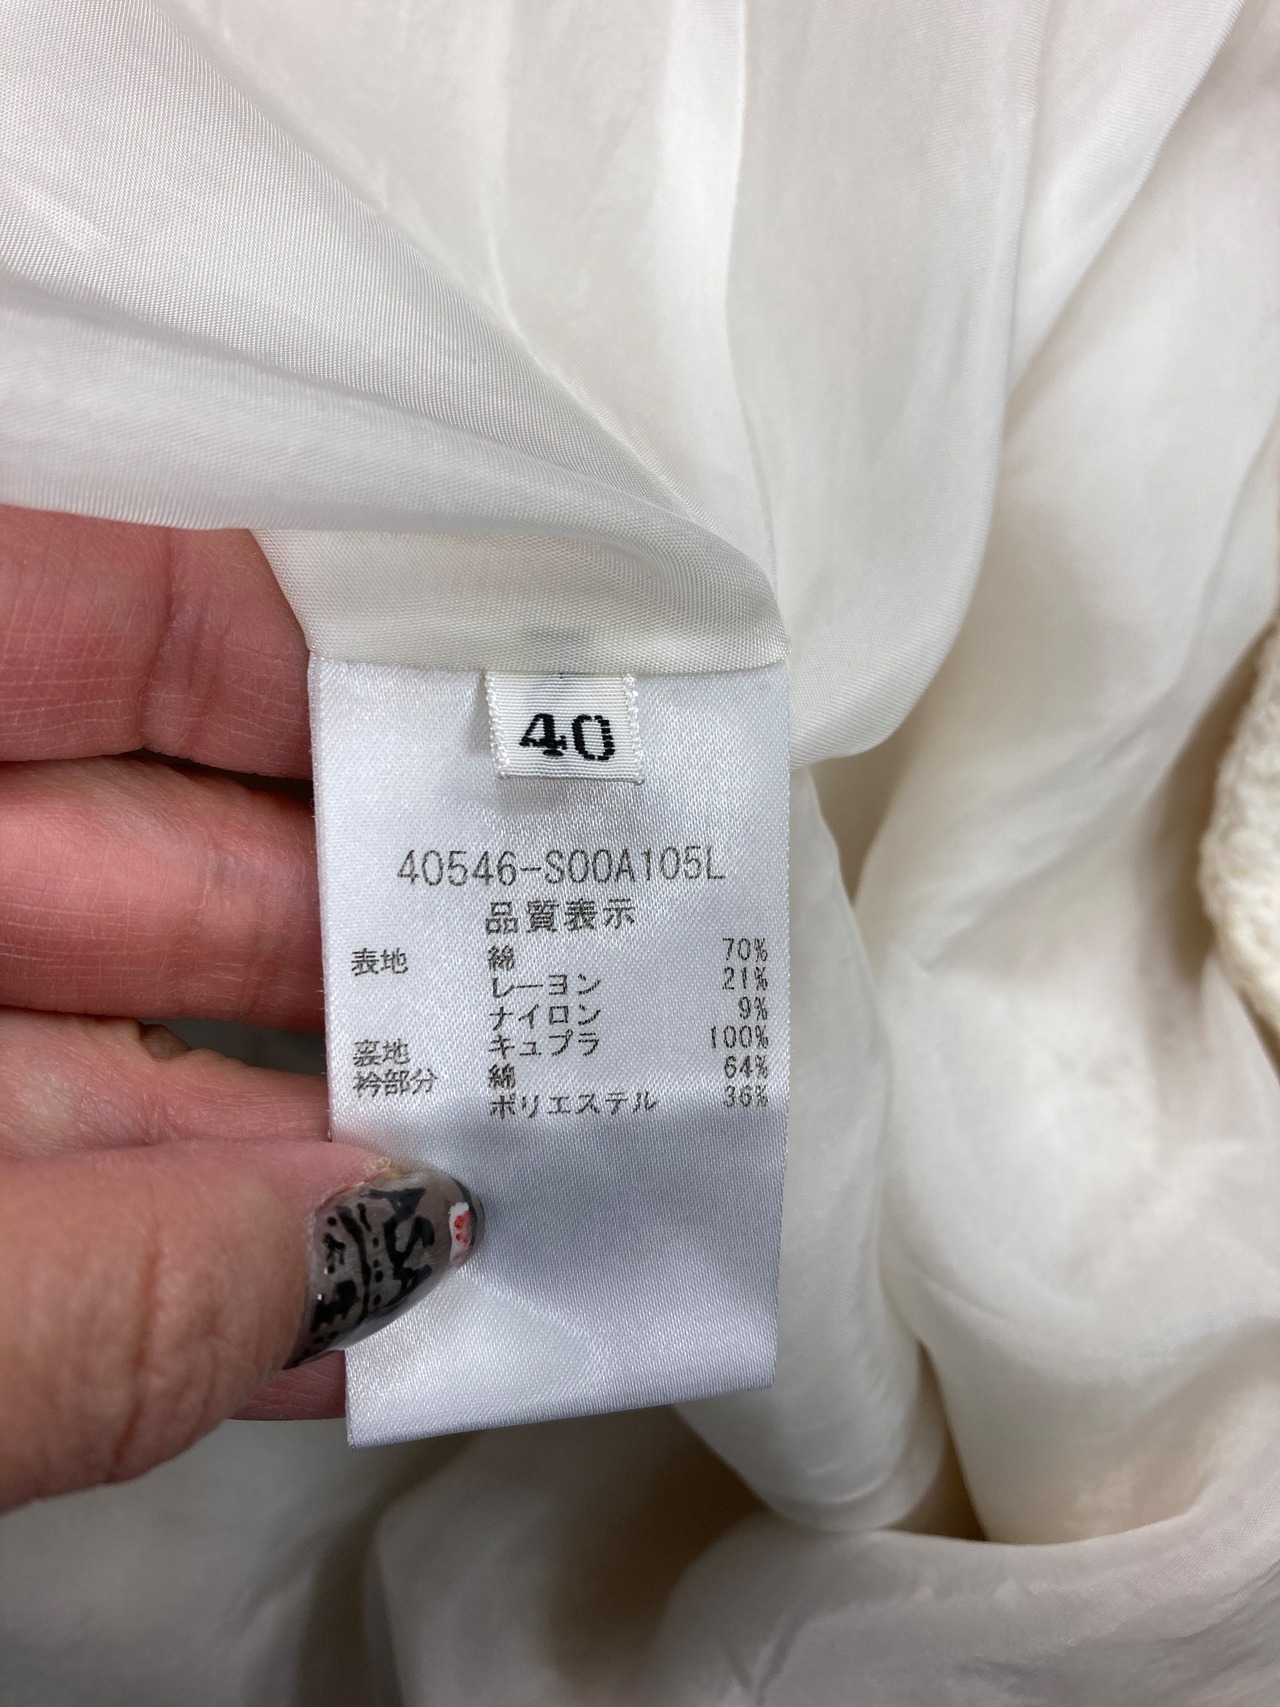 40
40546-S00A105L
品質表示
表地 綿 70%
レーヨン 21%
ナイロン 9%
裏地 キュプラ 100%
衿部分 綿 64%
ポリエステル 36%